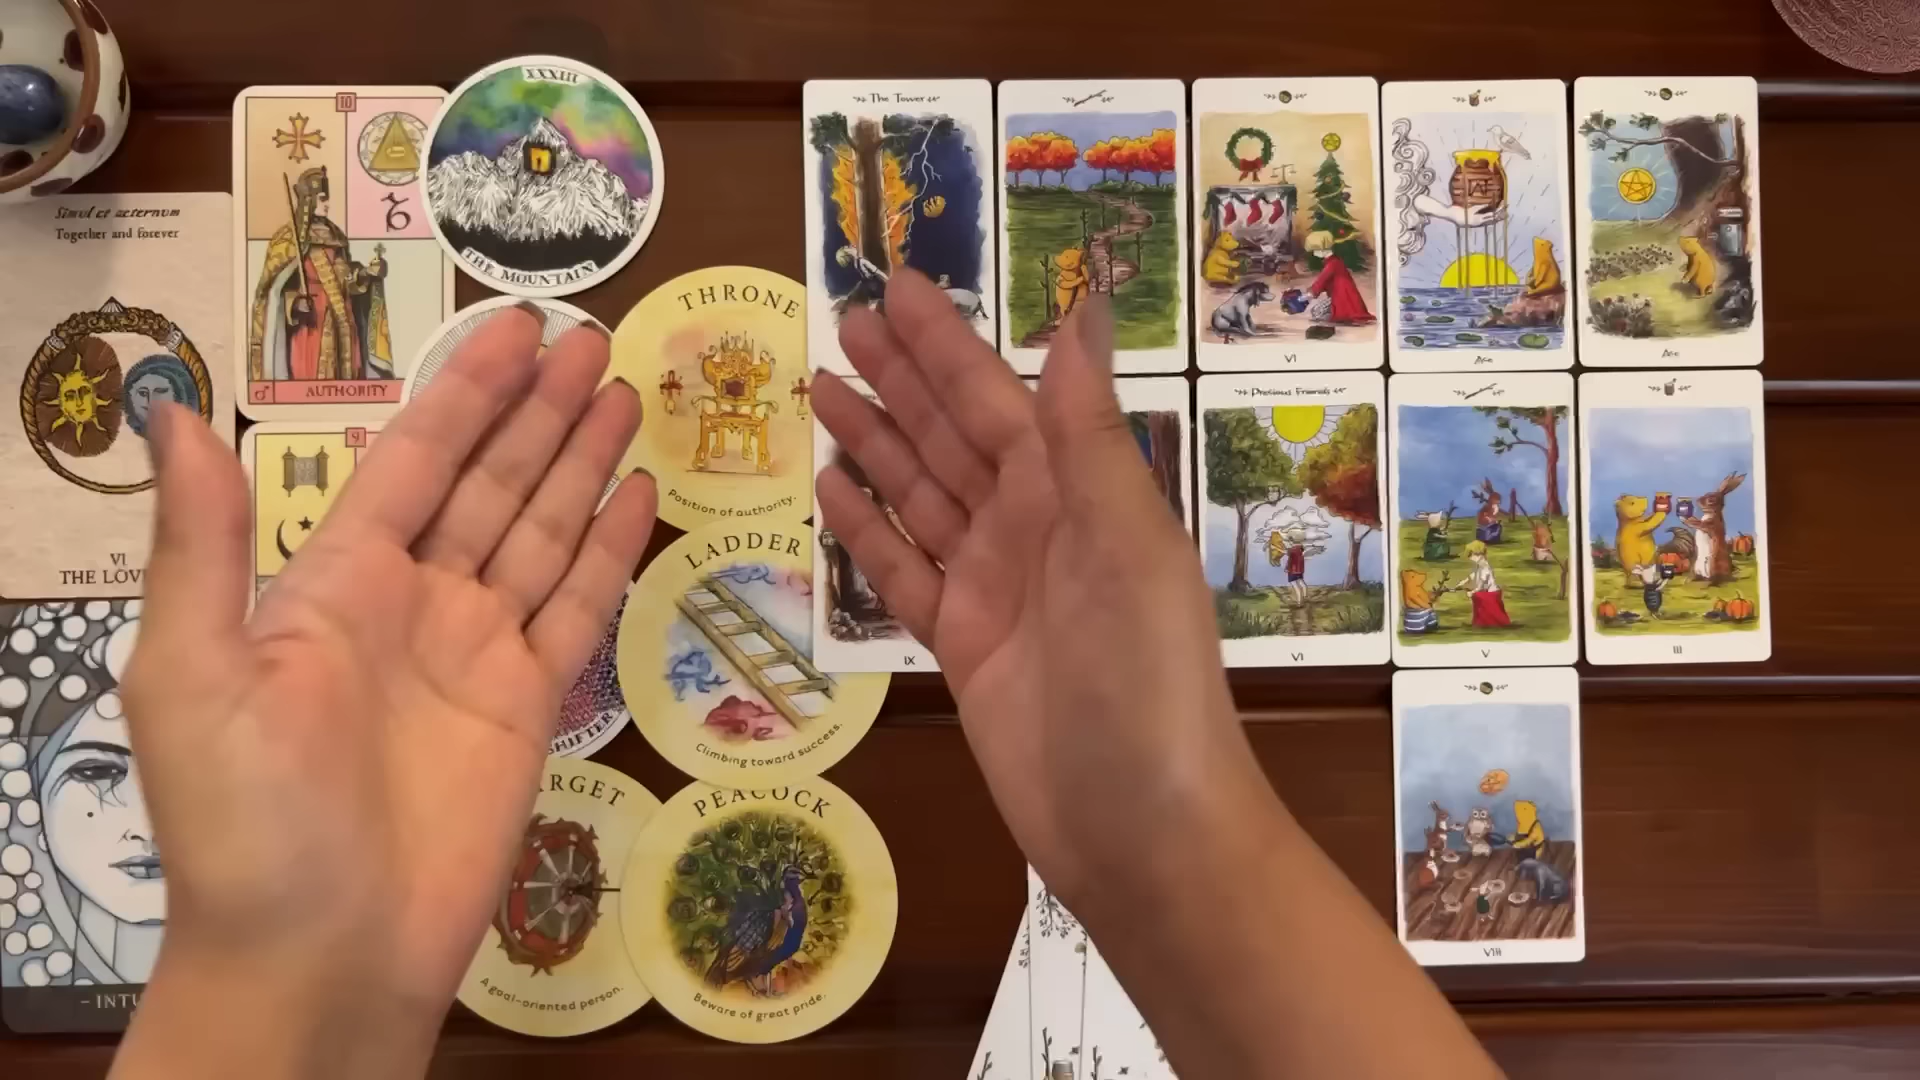 Simul et aeternum
Together and forever
VI
THE LOV
- INTU
10
AUTHORITY
9
XXXIII
THE MOUNTAIN
SHIFTER
THRONE
Position of authority.
LADDER
Climbing toward success.
ARGET
A goal-oriented person.
PEACOCK
Beware of great pride.
The Tower
VI
Ace
Ace
IX
Precious Friends
VI
V
III
VIII